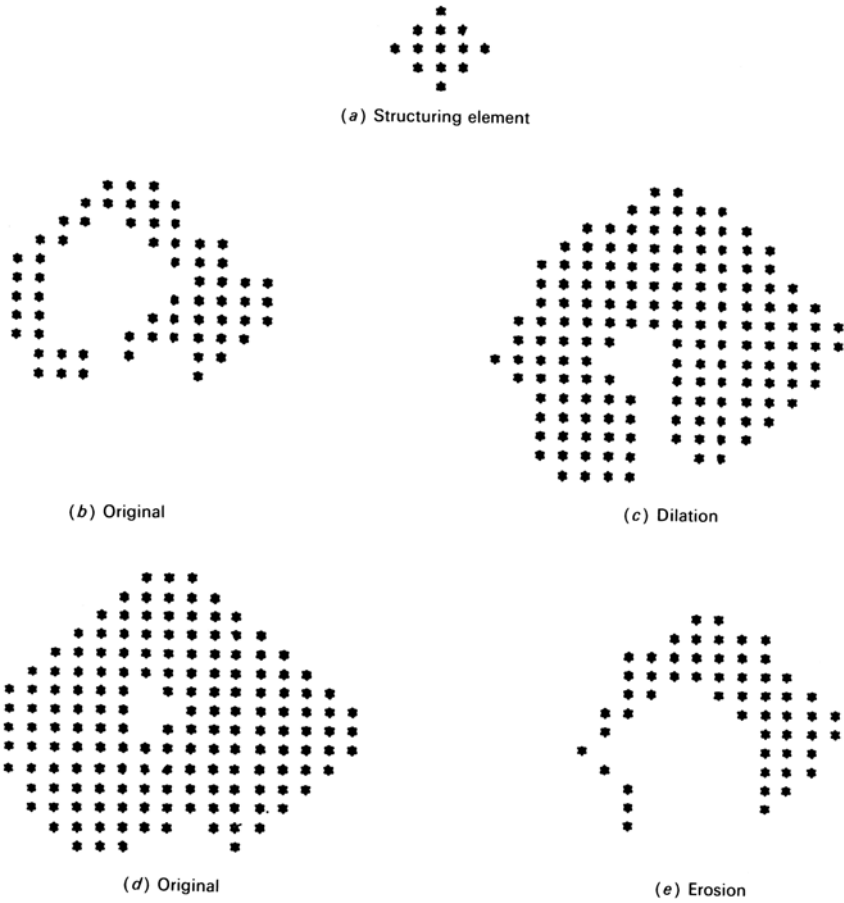 (a) Structuring element
(b) Original
(c) Dilation
(d) Original
(e) Erosion